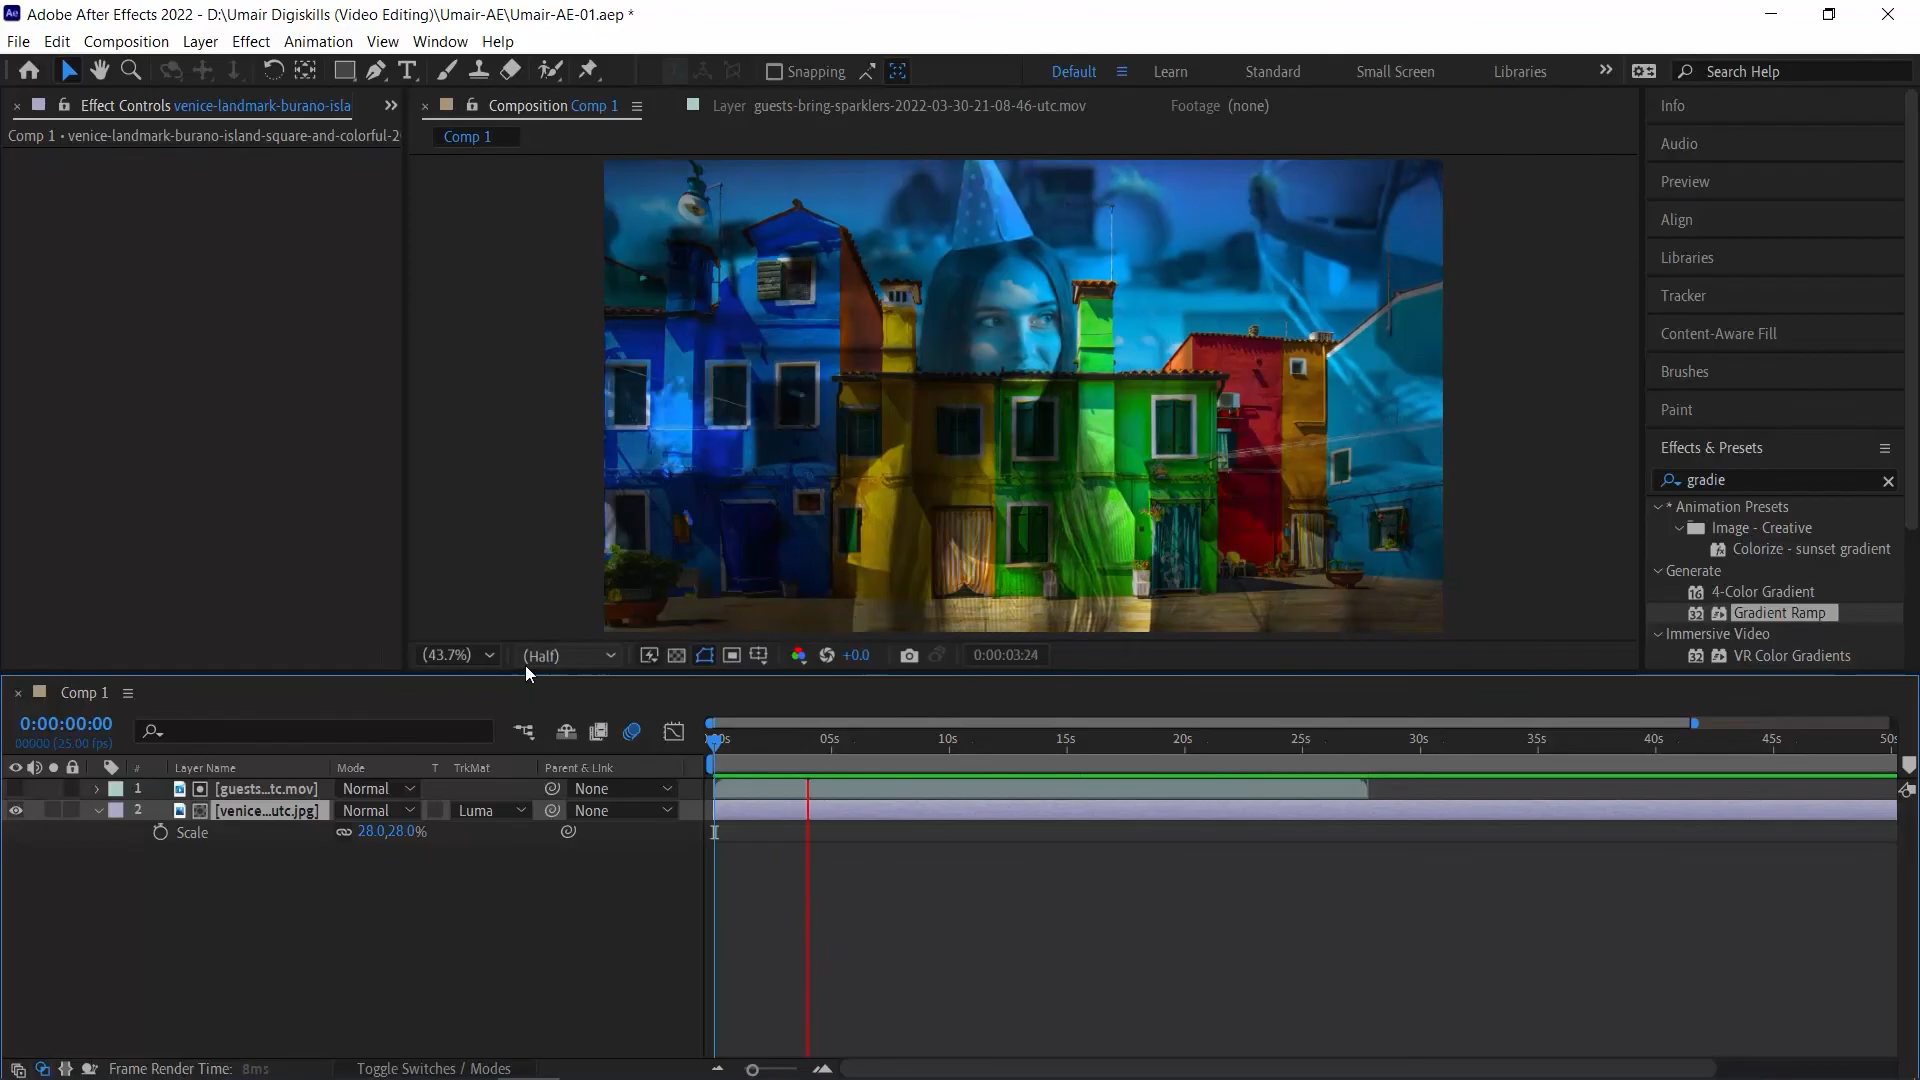 Adobe After Effects 2022 - D:\Umair Digiskills (Video Editing)\Umair-AE\Umair-AE-01.aep *
File Edit Composition Layer Effect Animation View Window Help
Snapping Default Learn Standard Small Screen Libraries Search Help
Effect Controls venice-landmark-burano-isla
Composition Comp 1
Layer guests-bring-sparklers-2022-03-30-21-08-46-utc.mov
Footage (none)
Comp 1 • venice-landmark-burano-island-square-and-colorful-2
Comp 1
Info
Audio
Preview
Align
Libraries
Tracker
Content-Aware Fill
Brushes
Paint
Effects & Presets
gradie
* Animation Presets
Image - Creative
Colorize - sunset gradient
Generate
16 4-Color Gradient
32 Gradient Ramp
Immersive Video
32 VR Color Gradients
(43.7%) (Half) +0.0 0:00:03:24
Comp 1
0:00:00:00
00000 (25.00 fps)
05s 10s 15s 20s 25s 30s 35s 40s 45s 50s
# Layer Name Mode T TrkMat Parent & Link
1 [guests...tc.mov] Normal None
2 [venice...utc.jpg] Normal Luma None
Scale 28.0,28.0%
Frame Render Time: 8ms Toggle Switches / Modes